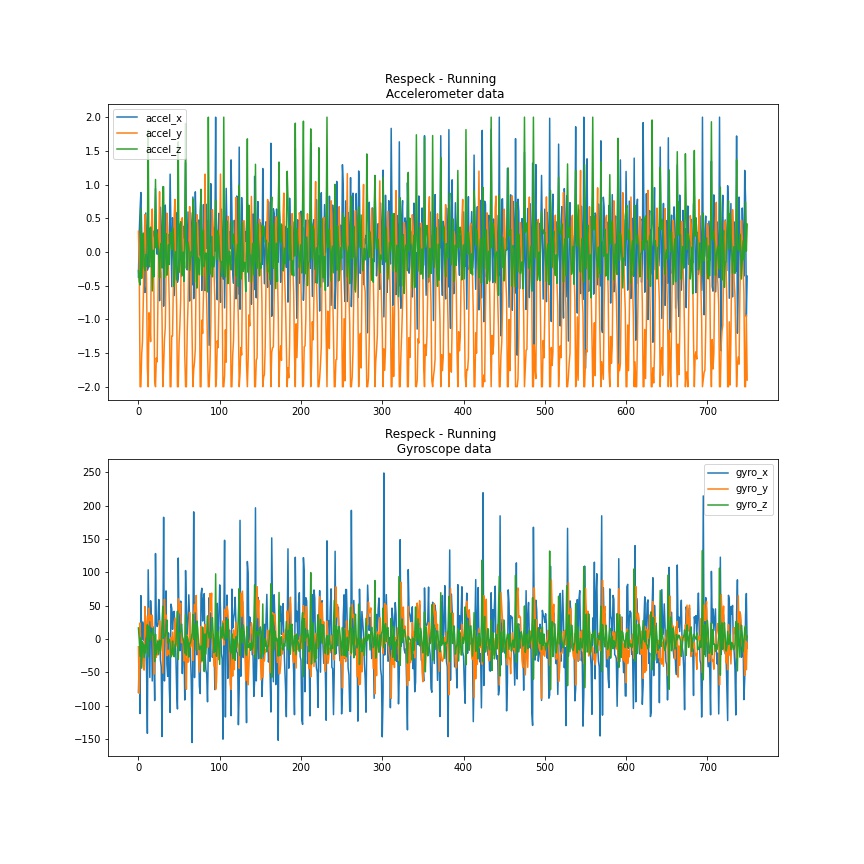 Respeck - Running
Accelerometer data
accel_x
accel_y
accel_z
2.0
1.5
1.0
0.5
0.0
−0.5
−1.0
−1.5
−2.0
0 100 200 300 400 500 600 700
Respeck - Running
Gyroscope data
gyro_x
gyro_y
gyro_z
250
200
150
100
50
0
−50
−100
−150
0 100 200 300 400 500 600 700